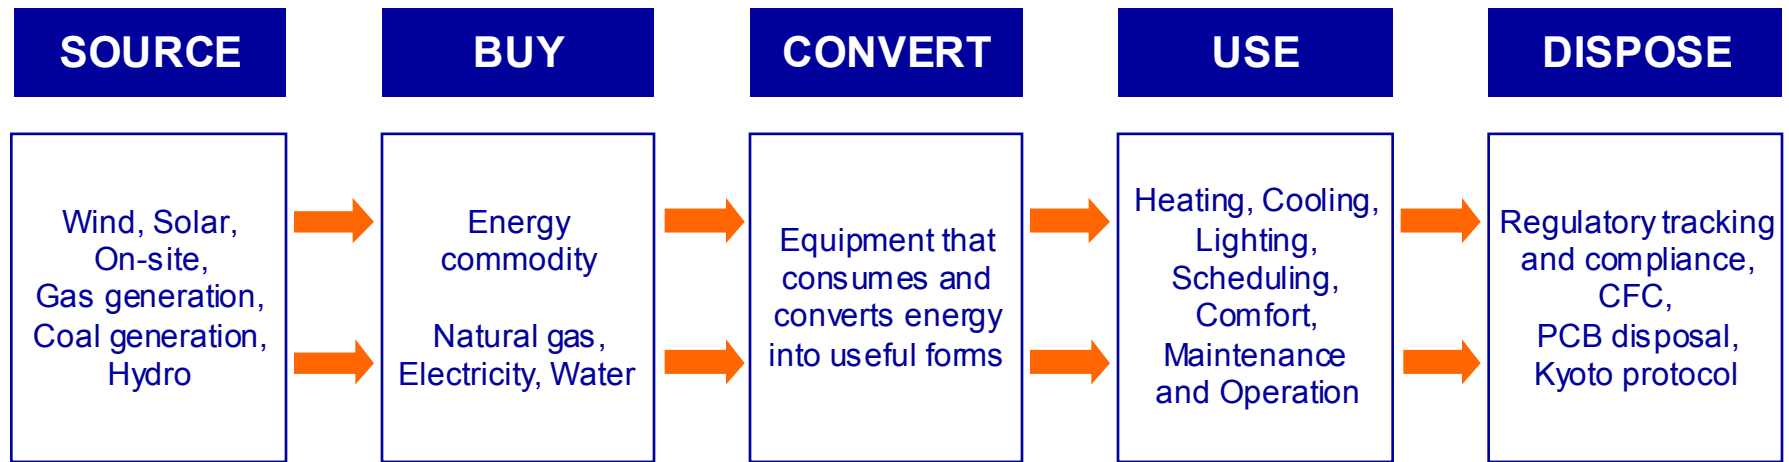 SOURCE
BUY
CONVERT
USE
DISPOSE
Wind, Solar,
On-site,
Gas generation,
Coal generation,
Hydro
Energy
commodity
Natural gas,
Electricity, Water
Equipment that
consumes and
converts energy
into useful forms
Heating, Cooling,
Lighting,
Scheduling,
Comfort,
Maintenance
and Operation
Regulatory tracking
and compliance,
CFC,
PCB disposal,
Kyoto protocol